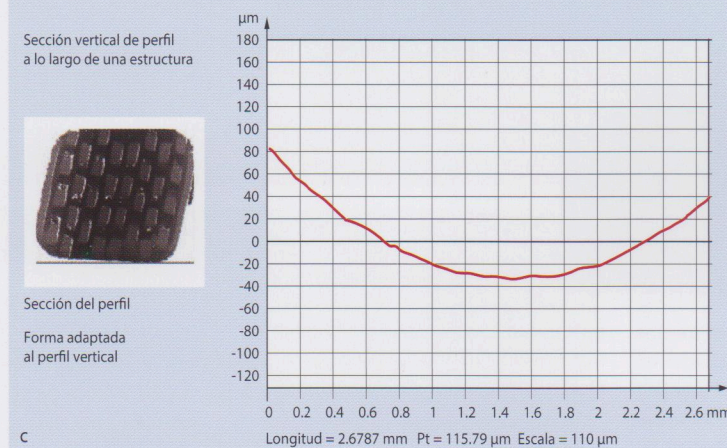 Sección vertical de perfil
a lo largo de una estructura
Sección del perfil
Forma adaptada
al perfil vertical
C
µm
180
160
140
120
100
80
60
40
20
0
-20
-40
-60
-80
-100
-120
0 0.2 0.4 0.6 0.8 1 1.2 1.4 1.6 1.8 2 2.2 2.4 2.6 mm
Longitud = 2.6787 mm Pt = 115.79 µm Escala = 110 µm